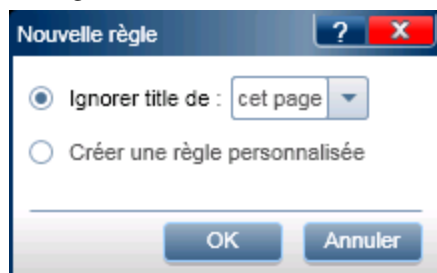 Nouvelle règle ? X
Ignorer title de : cet page
Créer une règle personnalisée
OK Annuler